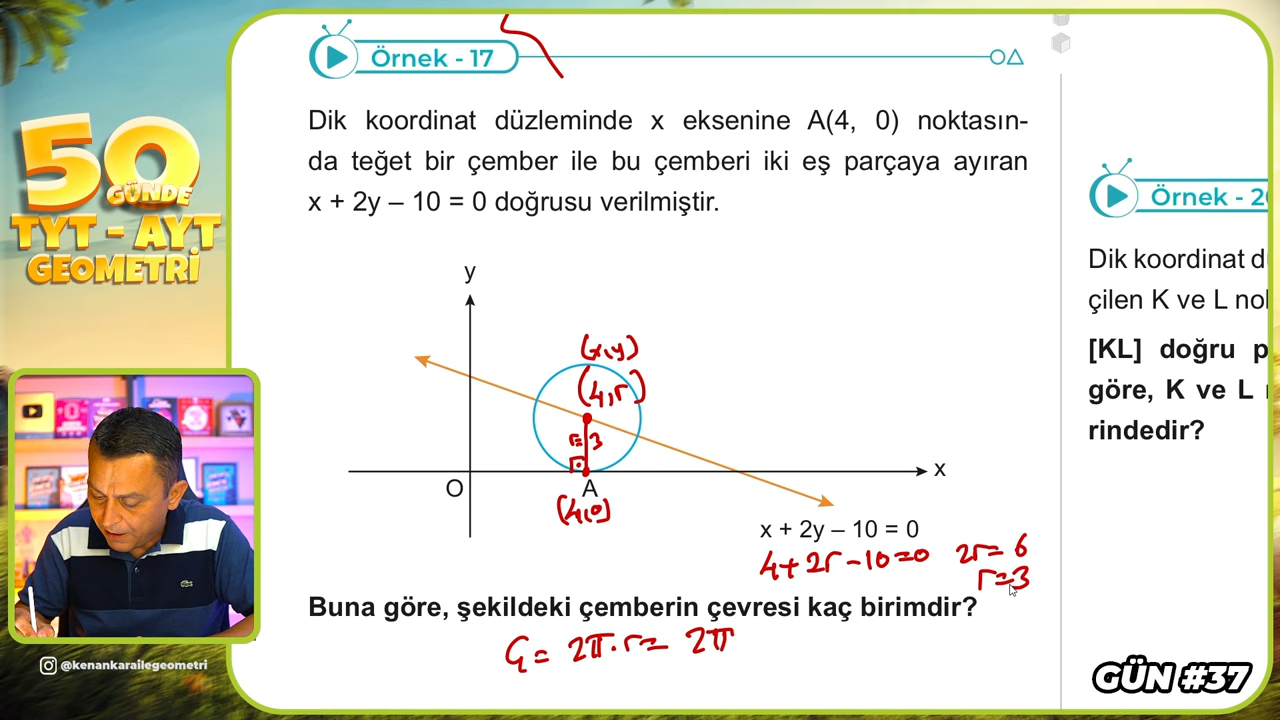 50
GÜNDE
TYT - AYT
GEOMETRİ
Örnek - 17
Dik koordinat düzleminde x eksenine A(4, 0) noktasın-
da teğet bir çember ile bu çemberi iki eş parçaya ayıran
x + 2y – 10 = 0 doğrusu verilmiştir.
y
(x,y)
(4,r)
r=3
O
A
x
(4,0)
x + 2y – 10 = 0
4+2r-10=0
2r=6
r=3
Buna göre, şekildeki çemberin çevresi kaç birimdir?
Ç= 2π.r= 2π
Örnek - 20
Dik koordinat d
çilen K ve L no
[KL] doğru p
göre, K ve L
rindedir?
@kenankarailegeometri
GÜN #37